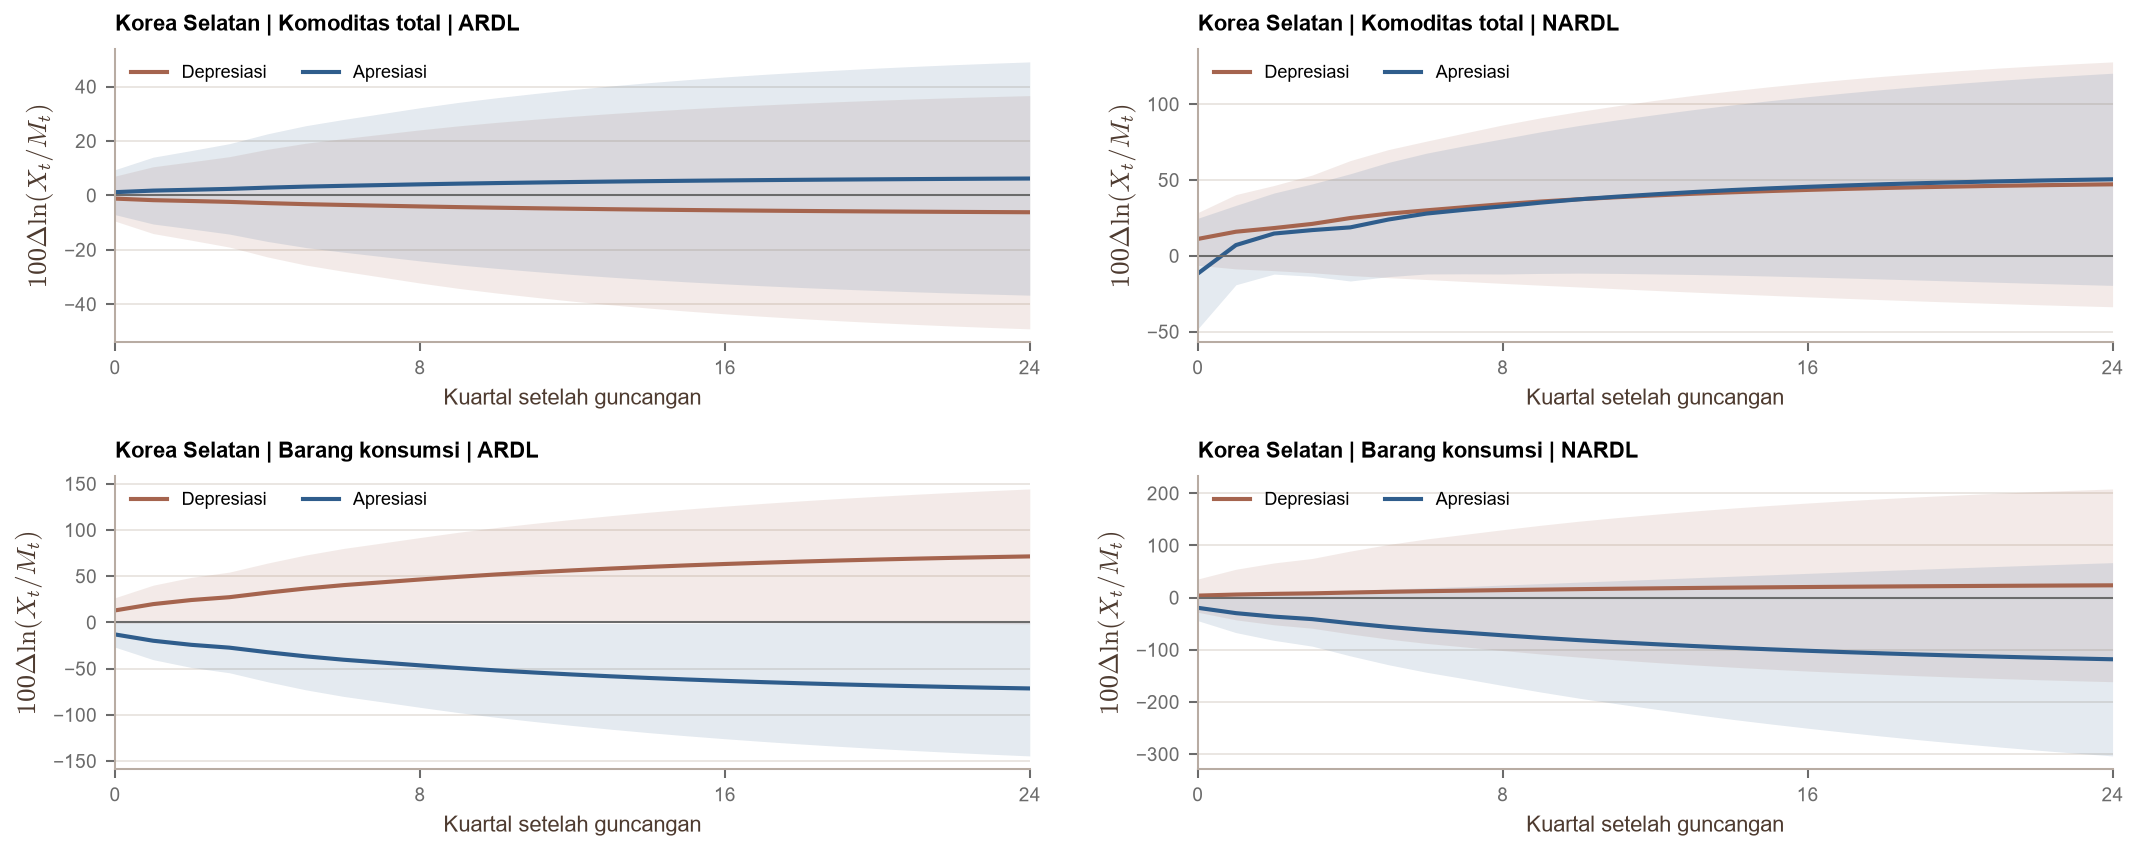 Korea Selatan | Komoditas total | ARDL
Depresiasi Apresiasi
100Δln(Xₜ/Mₜ)
40
20
0
−20
−40
0 8 16 24
Kuartal setelah guncangan
Korea Selatan | Komoditas total | NARDL
Depresiasi Apresiasi
100Δln(Xₜ/Mₜ)
100
50
0
−50
0 8 16 24
Kuartal setelah guncangan
Korea Selatan | Barang konsumsi | ARDL
Depresiasi Apresiasi
100Δln(Xₜ/Mₜ)
150
100
50
0
−50
−100
−150
0 8 16 24
Kuartal setelah guncangan
Korea Selatan | Barang konsumsi | NARDL
Depresiasi Apresiasi
100Δln(Xₜ/Mₜ)
200
100
0
−100
−200
−300
0 8 16 24
Kuartal setelah guncangan